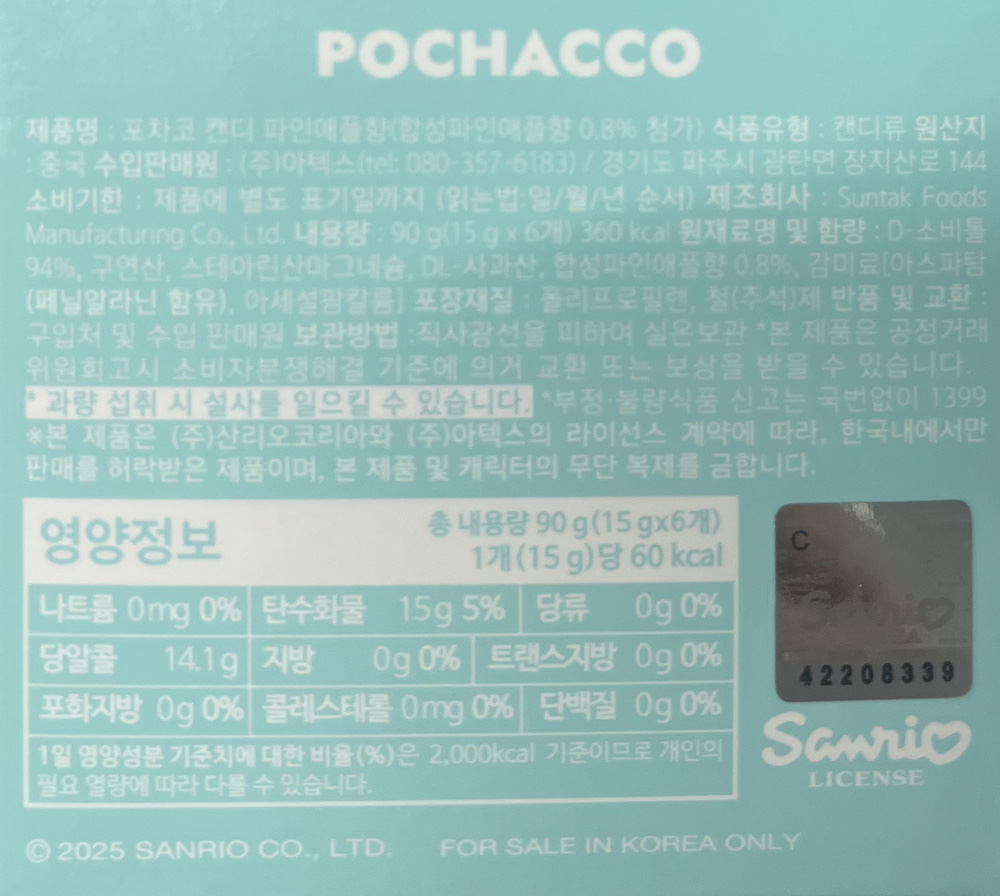 POCHACCO
제품명 : 포차코 캔디 파인애플향(합성파인애플향 0.8% 첨가) 식품유형 : 캔디류 원산지
: 중국 수입판매원 : (주)아텍스(tel: 080-357-6183) / 경기도 파주시 광탄면 장지산로 144
소비기한 : 제품에 별도 표기일까지 (읽는법:일/월/년 순서) 제조회사 : Suntak Foods
Manufacturing Co., Ltd. 내용량 : 90 g(15 g x 6개) 360 kcal 원재료명 및 함량 : D-소비톨
94%, 구연산, 스테아린산마그네슘, DL-사과산, 합성파인애플향 0.8%, 감미료[아스파탐
(페닐알라닌 함유), 아세설팜칼륨] 포장재질 : 폴리프로필렌, 철(주석)제 반품 및 교환 :
구입처 및 수입 판매원 보관방법 :직사광선을 피하여 실온보관 *본 제품은 공정거래
위원회고시 소비자분쟁해결 기준에 의거 교환 또는 보상을 받을 수 있습니다.
* 과량 섭취 시 설사를 일으킬 수 있습니다. *부정·불량식품 신고는 국번없이 1399
※본 제품은 (주)산리오코리아와 (주)아텍스의 라이선스 계약에 따라, 한국내에서만
판매를 허락받은 제품이며, 본 제품 및 캐릭터의 무단 복제를 금합니다.
영양정보 총 내용량 90 g(15 gx6개)
1개(15 g)당 60 kcal
나트륨 0mg 0% 탄수화물 15g 5% 당류 0g 0%
당알콜 14.1g 지방 0g 0% 트랜스지방 0g 0%
포화지방 0g 0% 콜레스테롤 0mg 0% 단백질 0g 0%
1일 영양성분 기준치에 대한 비율(%)은 2,000kcal 기준이므로 개인의
필요 열량에 따라 다를 수 있습니다.
C
Sanrio
42208339
Sanrio
LICENSE
© 2025 SANRIO CO., LTD. FOR SALE IN KOREA ONLY